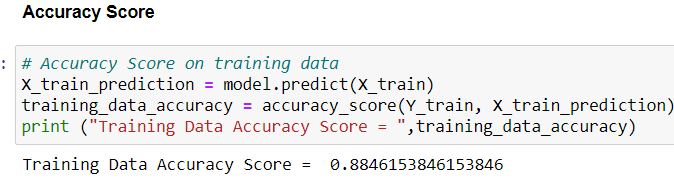 Accuracy Score
: # Accuracy Score on training data
X_train_prediction = model.predict(X_train)
training_data_accuracy = accuracy_score(Y_train, X_train_prediction)
print ("Training Data Accuracy Score = ",training_data_accuracy)
Training Data Accuracy Score =  0.8846153846153846